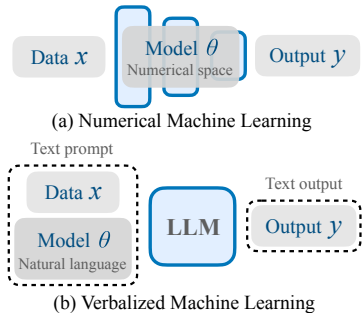 Data x
Model θ
Numerical space
Output y
(a) Numerical Machine Learning
Text prompt
Data x
Model θ
Natural language
LLM
Text output
Output y
(b) Verbalized Machine Learning